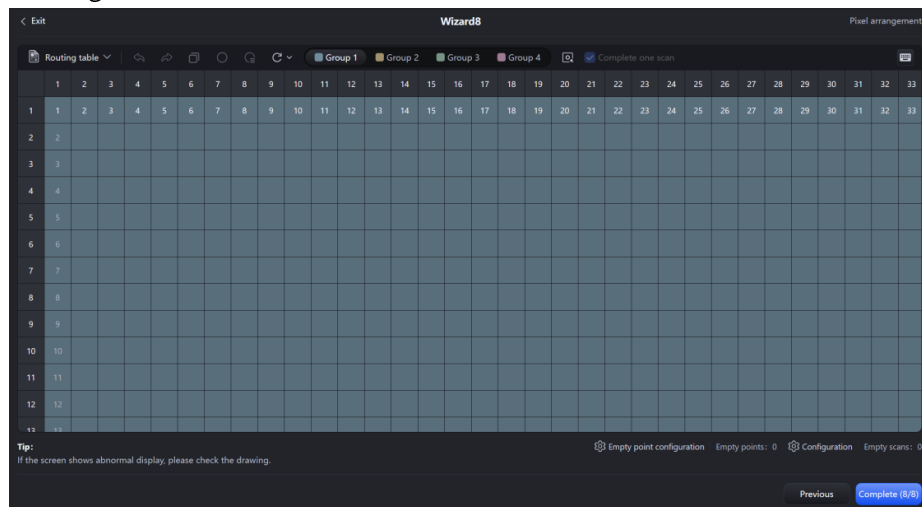 < Exit Wizard8 Pixel arrangement
Routing table Group 1 Group 2 Group 3 Group 4 Complete one scan
1 2 3 4 5 6 7 8 9 10 11 12 13 14 15 16 17 18 19 20 21 22 23 24 25 26 27 28 29 30 31 32 33
1 1 2 3 4 5 6 7 8 9 10 11 12 13 14 15 16 17 18 19 20 21 22 23 24 25 26 27 28 29 30 31 32 33
2 2
3 3
4 4
5 5
6 6
7 7
8 8
9 9
10 10
11 11
12 12
13 13
Tip:
If the screen shows abnormal display, please check the drawing.
Empty point configuration Empty points: 0 Configuration Empty scans: 0
Previous Complete (8/8)